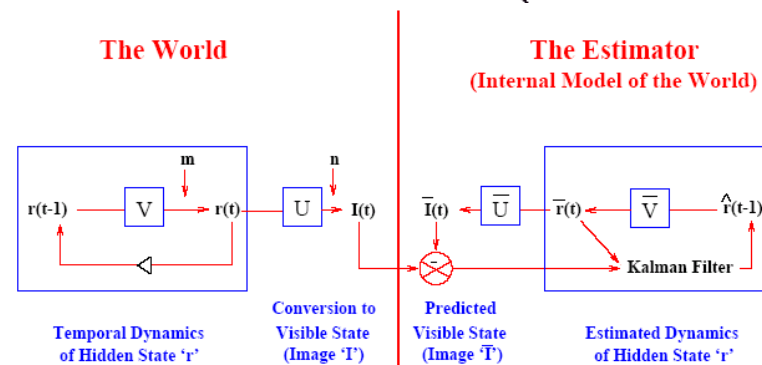 The World
The Estimator
(Internal Model of the World)
m
n
r(t-1)
V
r(t)
U
I(t)
I̅(t)
U̅
r̅(t)
V̅
r̂(t-1)
-
Kalman Filter
Temporal Dynamics
of Hidden State ‘r’
Conversion to
Visible State
(Image ‘I’)
Predicted
Visible State
(Image ‘I̅’)
Estimated Dynamics
of Hidden State ‘r’